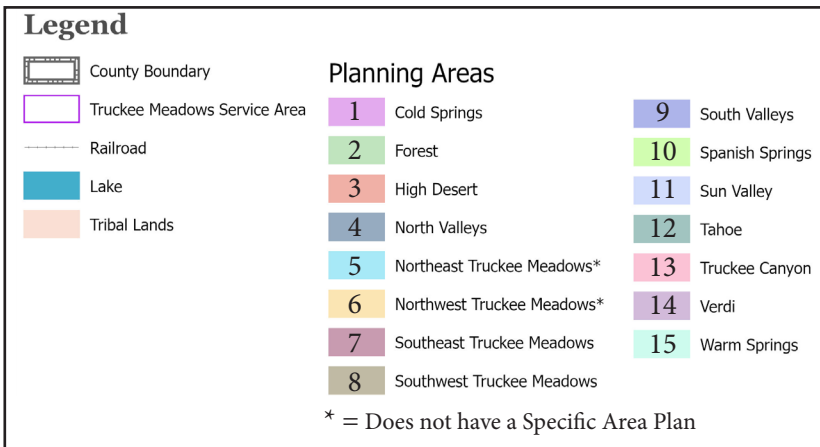 Legend
County Boundary
Truckee Meadows Service Area
Railroad
Lake
Tribal Lands
Planning Areas
1 Cold Springs
2 Forest
3 High Desert
4 North Valleys
5 Northeast Truckee Meadows*
6 Northwest Truckee Meadows*
7 Southeast Truckee Meadows
8 Southwest Truckee Meadows
9 South Valleys
10 Spanish Springs
11 Sun Valley
12 Tahoe
13 Truckee Canyon
14 Verdi
15 Warm Springs
* = Does not have a Specific Area Plan